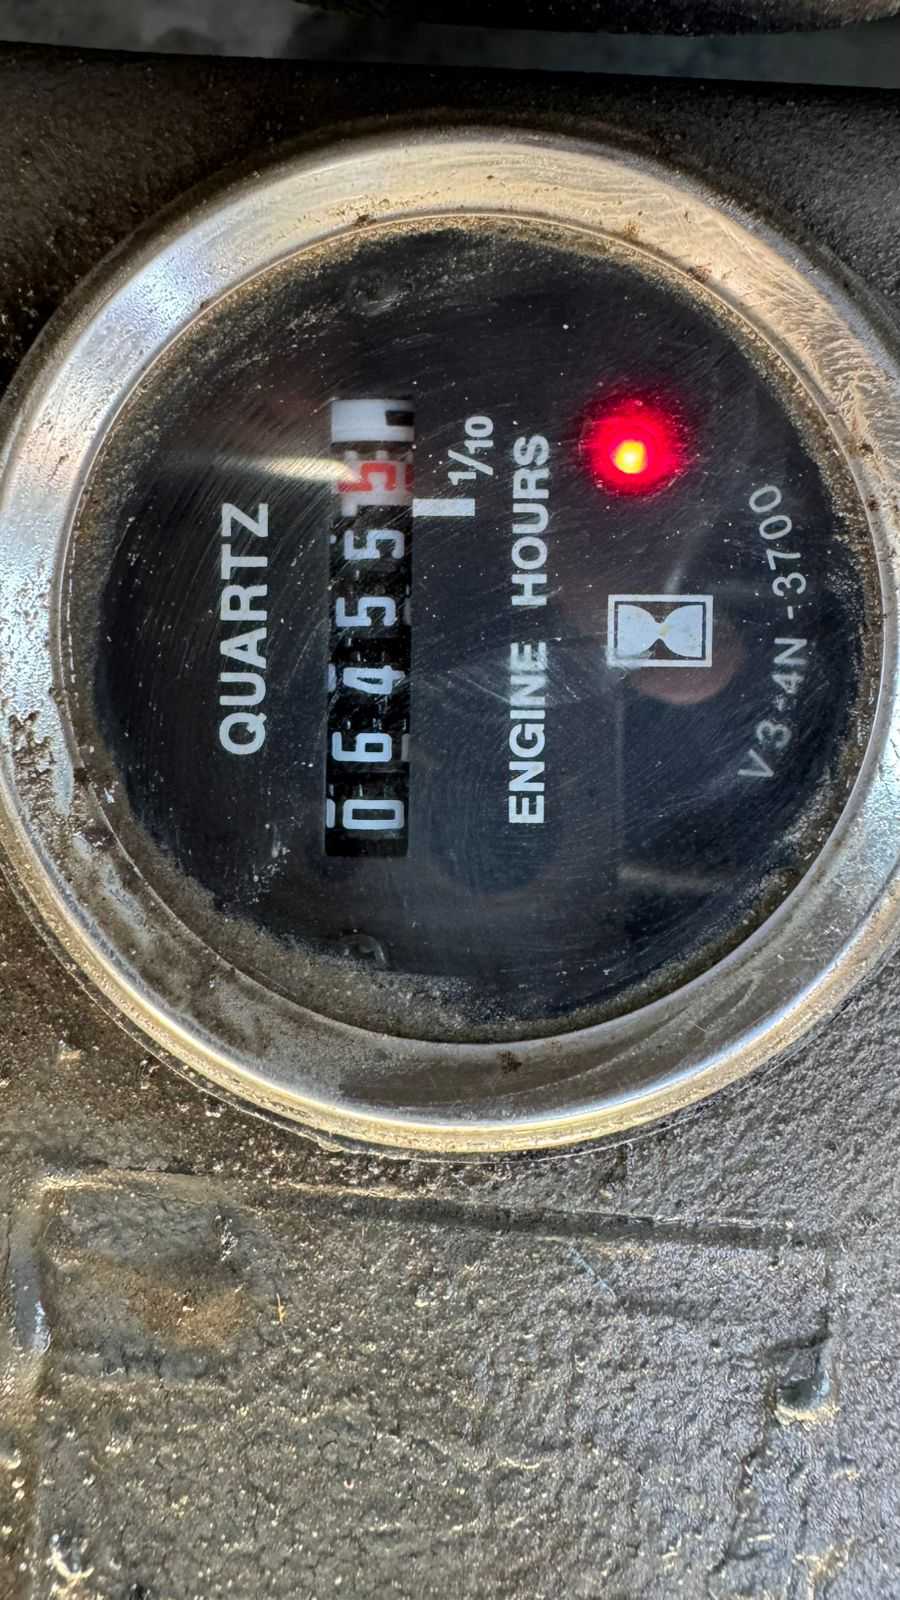 QUARTZ
064555
1/10
ENGINE HOURS
V3-4N-3700